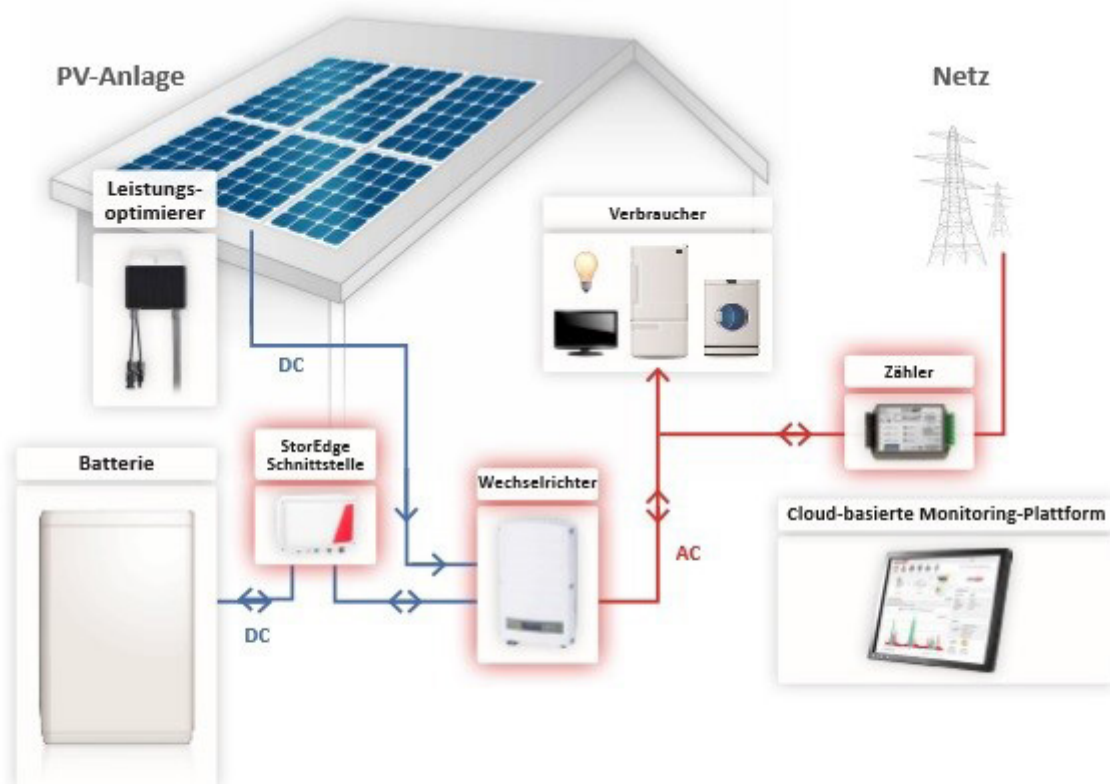 PV-Anlage
Netz
Leistungs-
optimierer
Verbraucher
DC
Zähler
StorEdge
Schnittstelle
Batterie
Wechselrichter
Cloud-basierte Monitoring-Plattform
AC
DC